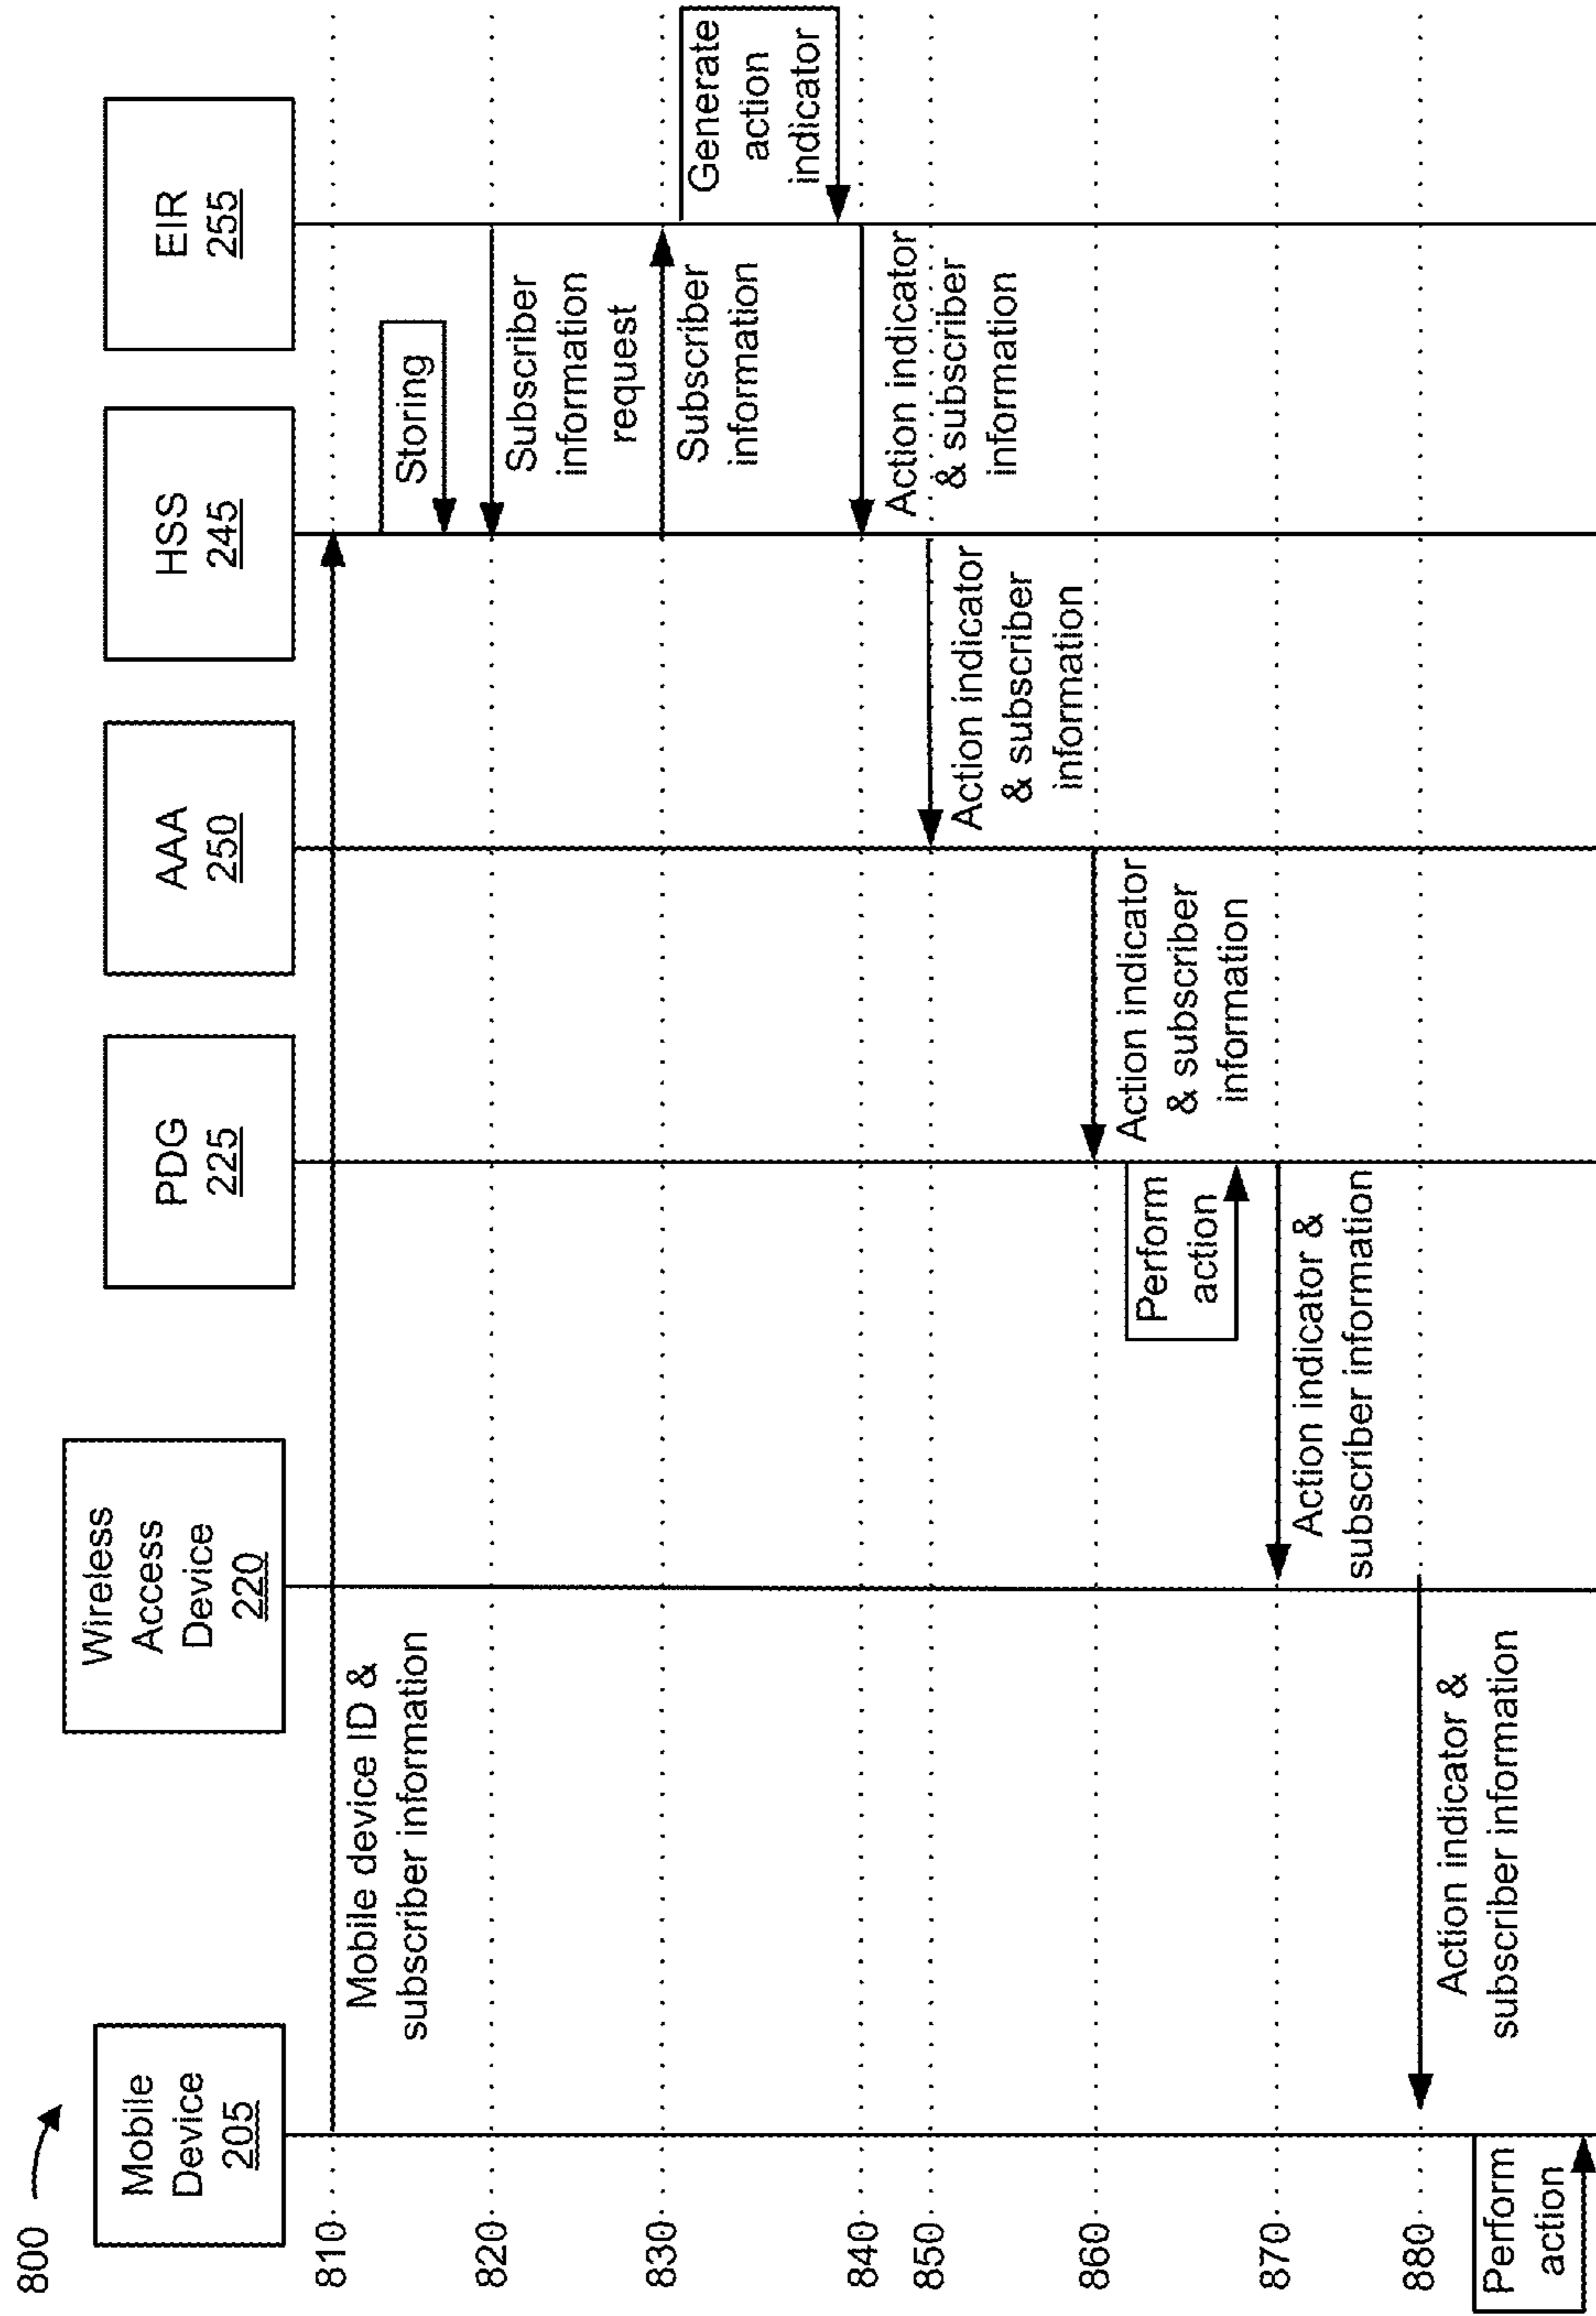 800
Mobile
Device
205
Wireless
Access
Device
220
PDG
225
AAA
250
HSS
245
EIR
255
810
Mobile device ID &
subscriber information
Storing
820
Subscriber
information
request
830
Subscriber
information
Generate
action
indicator
840
Action indicator
& subscriber
information
850
Action indicator
& subscriber
information
860
Action indicator
& subscriber
information
Perform
action
870
Action indicator &
subscriber information
880
Action indicator &
subscriber information
Perform
action